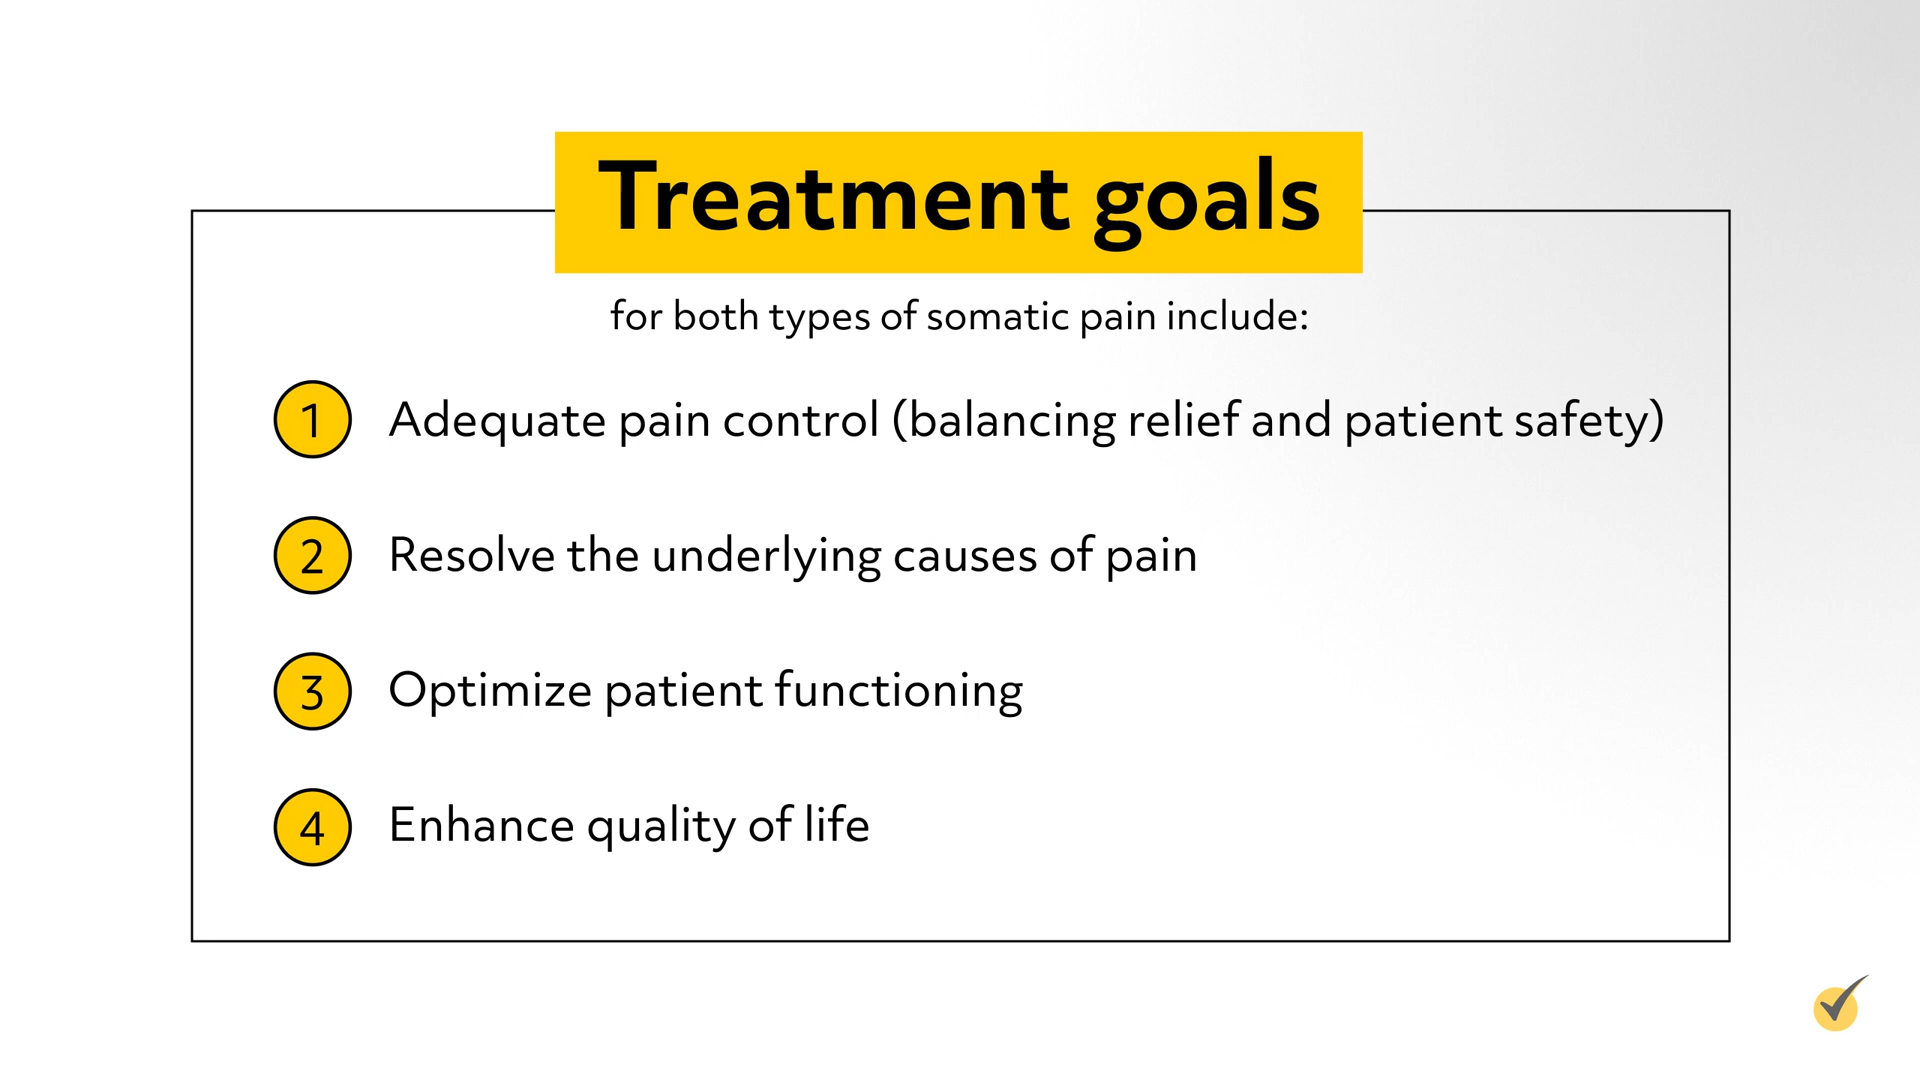 Treatment goals
for both types of somatic pain include:
1 Adequate pain control (balancing relief and patient safety)
2 Resolve the underlying causes of pain
3 Optimize patient functioning
4 Enhance quality of life